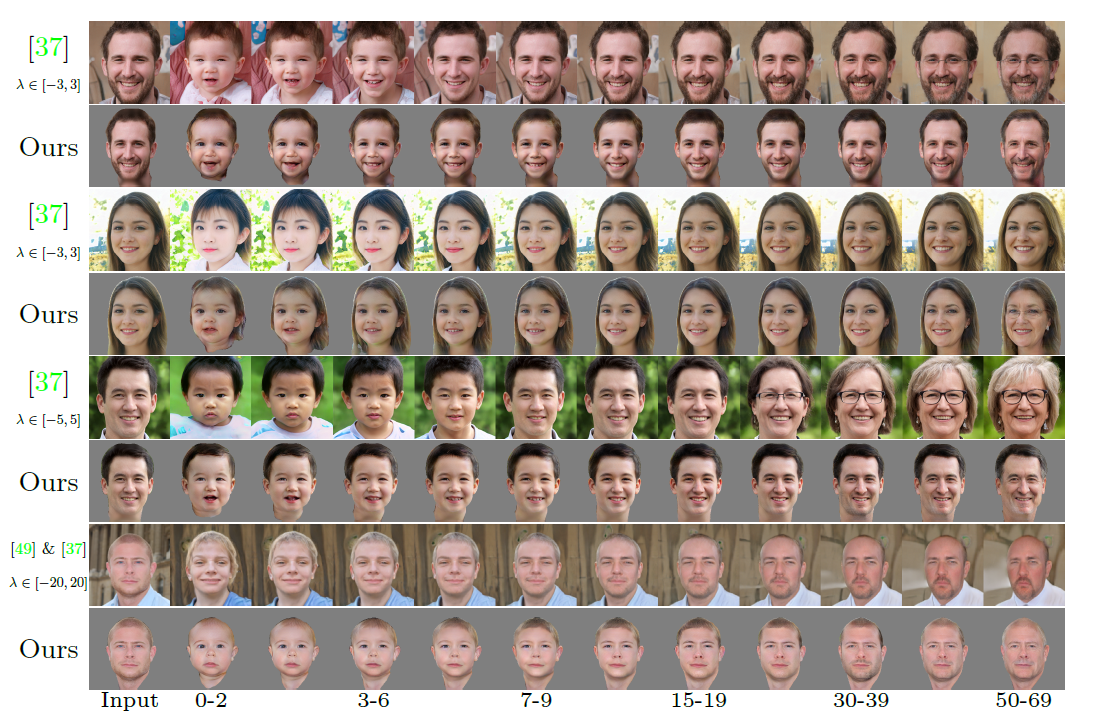 [37]
λ ∈ [−3, 3]
Ours
[37]
λ ∈ [−3, 3]
Ours
[37]
λ ∈ [−5, 5]
Ours
[49] & [37]
λ ∈ [−20, 20]
Ours
Input 0-2 3-6 7-9 15-19 30-39 50-69